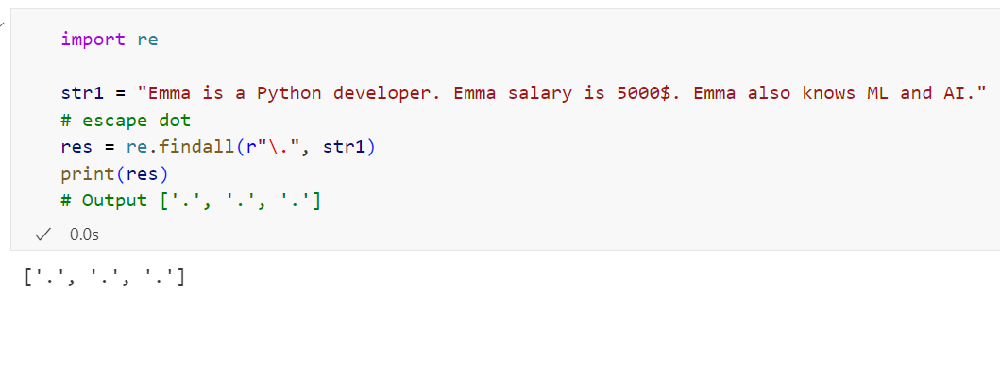 import re
str1 = "Emma is a Python developer. Emma salary is 5000$. Emma also knows ML and AI."
# escape dot
res = re.findall(r"\.", str1)
print(res)
# Output ['.', '.', '.']
0.0s
['.', '.', '.']